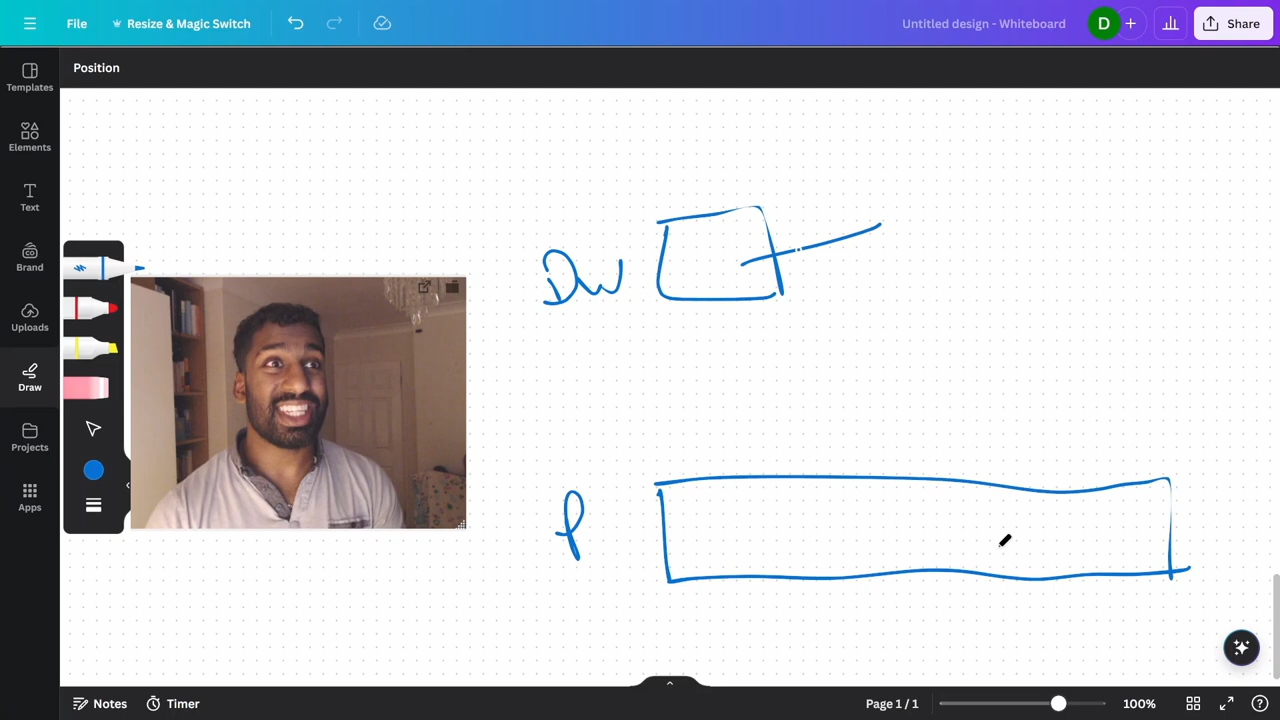 File
Resize & Magic Switch
Untitled design - Whiteboard
D
Share
Templates
Elements
Text
Brand
Uploads
Draw
Projects
Apps
Position
Dw
P
Notes
Timer
Page 1 / 1
100%